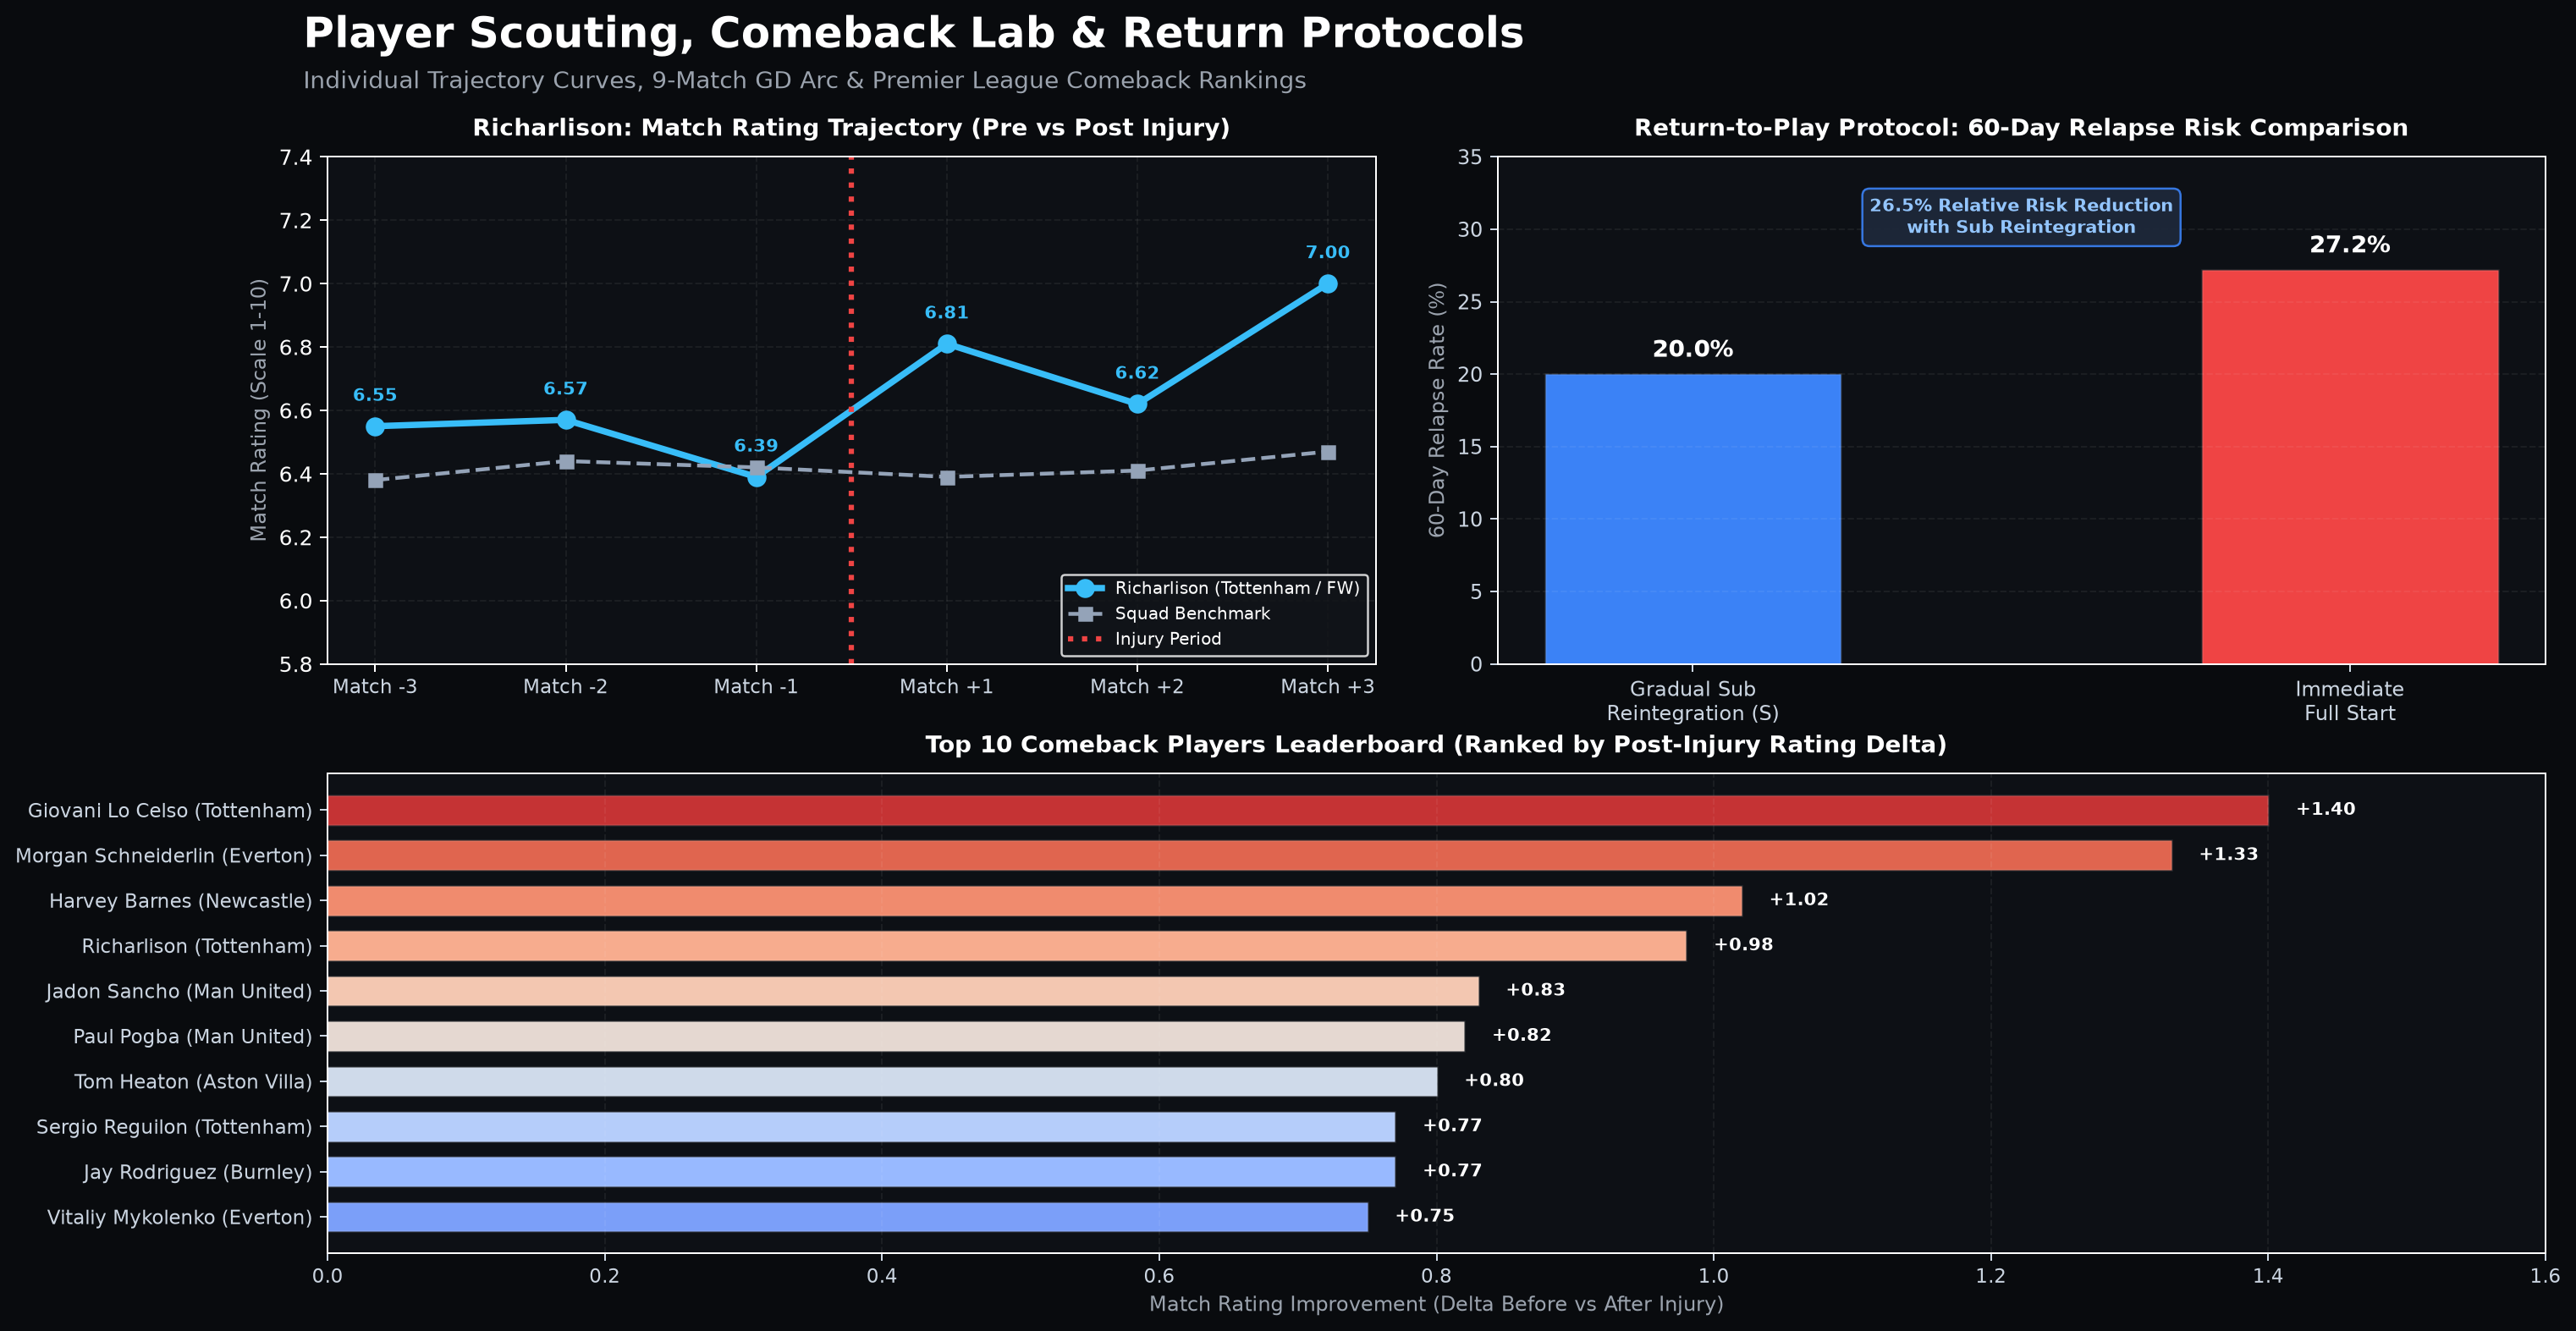 Player Scouting, Comeback Lab & Return Protocols
Individual Trajectory Curves, 9-Match GD Arc & Premier League Comeback Rankings
Richarlison: Match Rating Trajectory (Pre vs Post Injury)
Match Rating (Scale 1-10)
7.4
7.2
7.0
6.8
6.6
6.4
6.2
6.0
5.8
6.55
6.57
6.39
6.81
6.62
7.00
Richarlison (Tottenham / FW)
Squad Benchmark
Injury Period
Match -3
Match -2
Match -1
Match +1
Match +2
Match +3
Return-to-Play Protocol: 60-Day Relapse Risk Comparison
60-Day Relapse Rate (%)
35
30
25
20
15
10
5
0
26.5% Relative Risk Reduction
with Sub Reintegration
20.0%
27.2%
Gradual Sub
Reintegration (S)
Immediate
Full Start
Top 10 Comeback Players Leaderboard (Ranked by Post-Injury Rating Delta)
Giovani Lo Celso (Tottenham)
+1.40
Morgan Schneiderlin (Everton)
+1.33
Harvey Barnes (Newcastle)
+1.02
Richarlison (Tottenham)
+0.98
Jadon Sancho (Man United)
+0.83
Paul Pogba (Man United)
+0.82
Tom Heaton (Aston Villa)
+0.80
Sergio Reguilon (Tottenham)
+0.77
Jay Rodriguez (Burnley)
+0.77
Vitaliy Mykolenko (Everton)
+0.75
0.0
0.2
0.4
0.6
0.8
1.0
1.2
1.4
1.6
Match Rating Improvement (Delta Before vs After Injury)